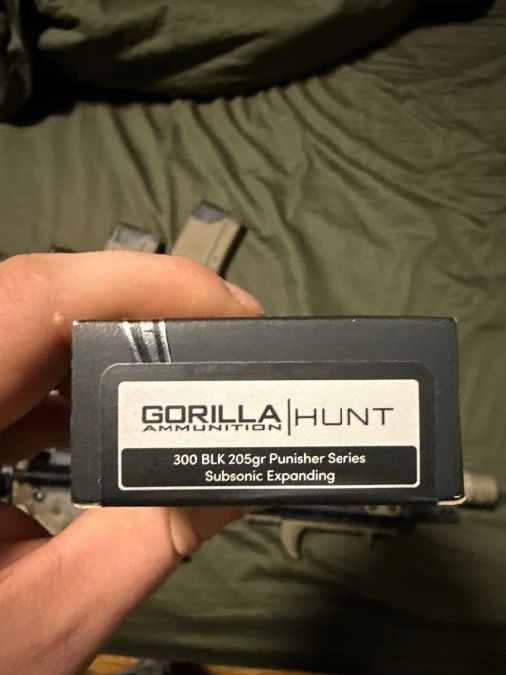 GORILLA
AMMUNITION
HUNT
300 BLK 205gr Punisher Series
Subsonic Expanding